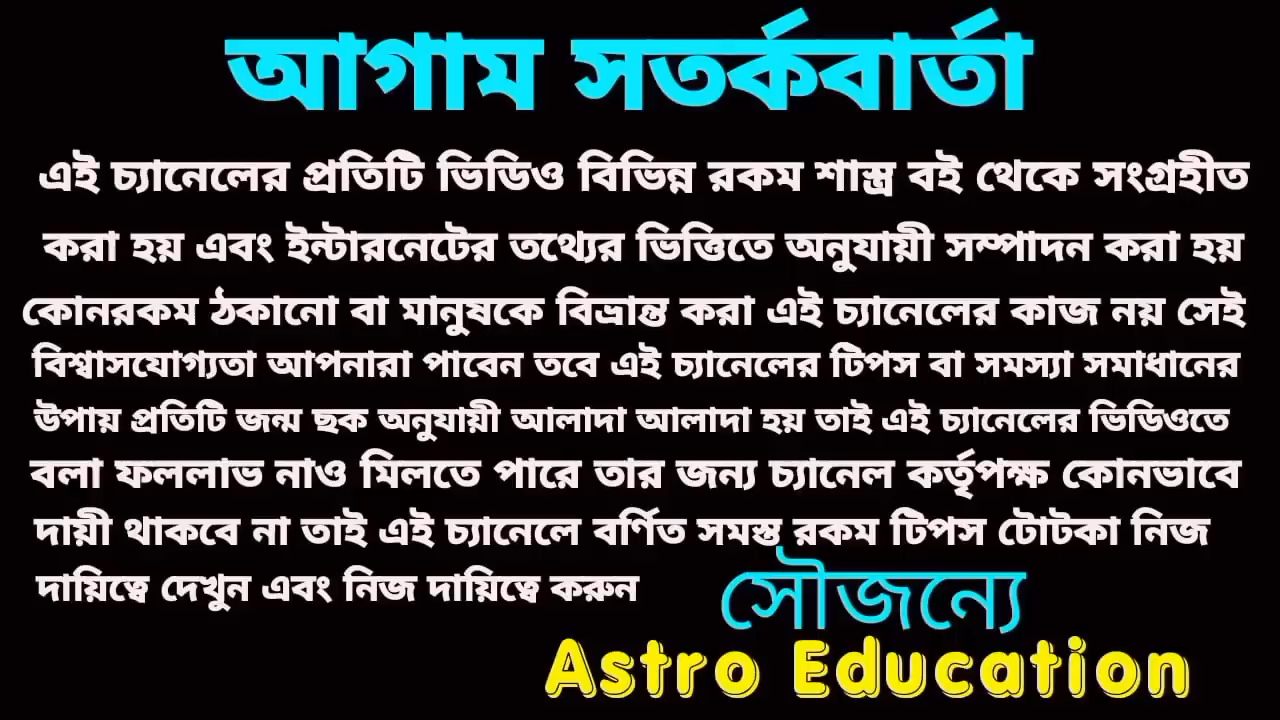 আগাম সতর্কবার্তা
এই চ্যানেলের প্রতিটি ভিডিও বিভিন্ন রকম শাস্ত্র বই থেকে সংগ্রহীত
করা হয় এবং ইন্টারনেটের তথ্যের ভিত্তিতে অনুযায়ী সম্পাদন করা হয়
কোনরকম ঠকানো বা মানুষকে বিভ্রান্ত করা এই চ্যানেলের কাজ নয় সেই
বিশ্বাসযোগ্যতা আপনারা পাবেন তবে এই চ্যানেলের টিপস বা সমস্যা সমাধানের
উপায় প্রতিটি জন্ম ছক অনুযায়ী আলাদা আলাদা হয় তাই এই চ্যানেলের ভিডিওতে
বলা ফললাভ নাও মিলতে পারে তার জন্য চ্যানেল কর্তৃপক্ষ কোনভাবে
দায়ী থাকবে না তাই এই চ্যানেলে বর্ণিত সমস্ত রকম টিপস টোটকা নিজ
দায়িত্বে দেখুন এবং নিজ দায়িত্বে করুন
সৌজন্যে
Astro Education